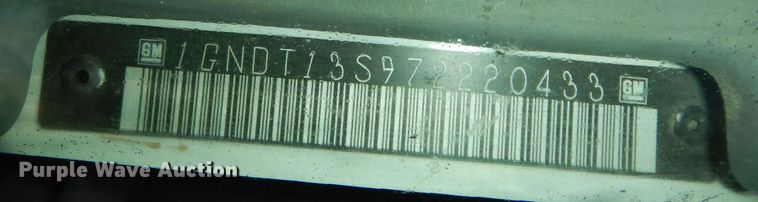 GM 1GNDT13S972220433 GM
Purple Wave Auction